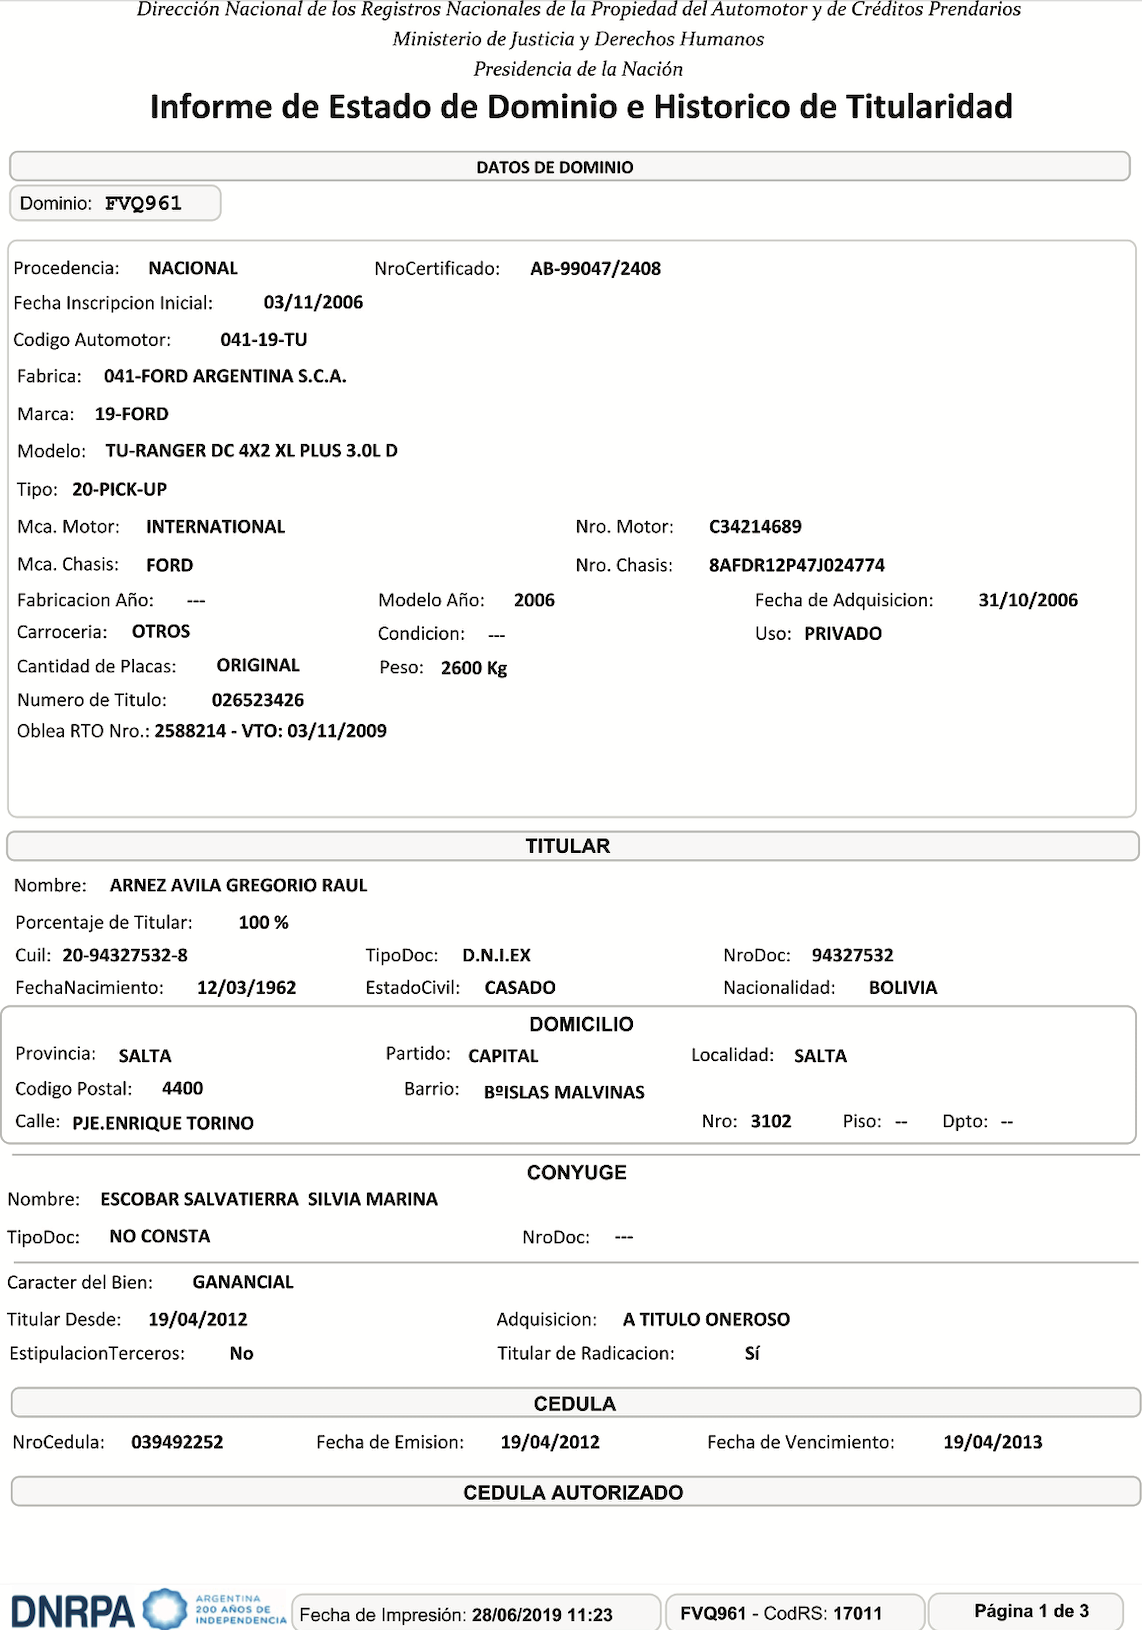 Dirección Nacional de los Registros Nacionales de la Propiedad del Automotor y de Créditos Prendarios
Ministerio de Justicia y Derechos Humanos
Presidencia de la Nación
Informe de Estado de Dominio e Historico de Titularidad
DATOS DE DOMINIO
Dominio: FVQ961
Procedencia: NACIONAL NroCertificado: AB-99047/2408
Fecha Inscripcion Inicial: 03/11/2006
Codigo Automotor: 041-19-TU
Fabrica: 041-FORD ARGENTINA S.C.A.
Marca: 19-FORD
Modelo: TU-RANGER DC 4X2 XL PLUS 3.0L D
Tipo: 20-PICK-UP
Mca. Motor: INTERNATIONAL Nro. Motor: C34214689
Mca. Chasis: FORD Nro. Chasis: 8AFDR12P47J024774
Fabricacion Año: --- Modelo Año: 2006 Fecha de Adquisicion: 31/10/2006
Carroceria: OTROS Condicion: --- Uso: PRIVADO
Cantidad de Placas: ORIGINAL Peso: 2600 Kg
Numero de Titulo: 026523426
Oblea RTO Nro.: 2588214 - VTO: 03/11/2009
TITULAR
Nombre: ARNEZ AVILA GREGORIO RAUL
Porcentaje de Titular: 100 %
Cuil: 20-94327532-8 TipoDoc: D.N.I.EX NroDoc: 94327532
FechaNacimiento: 12/03/1962 EstadoCivil: CASADO Nacionalidad: BOLIVIA
DOMICILIO
Provincia: SALTA Partido: CAPITAL Localidad: SALTA
Codigo Postal: 4400 Barrio: BºISLAS MALVINAS
Calle: PJE.ENRIQUE TORINO Nro: 3102 Piso: -- Dpto: --
CONYUGE
Nombre: ESCOBAR SALVATIERRA SILVIA MARINA
TipoDoc: NO CONSTA NroDoc: ---
Caracter del Bien: GANANCIAL
Titular Desde: 19/04/2012 Adquisicion: A TITULO ONEROSO
EstipulacionTerceros: No Titular de Radicacion: Sí
CEDULA
NroCedula: 039492252 Fecha de Emision: 19/04/2012 Fecha de Vencimiento: 19/04/2013
CEDULA AUTORIZADO
DNRPA ARGENTINA 200 AÑOS DE INDEPENDENCIA Fecha de Impresión: 28/06/2019 11:23 FVQ961 - CodRS: 17011 Página 1 de 3